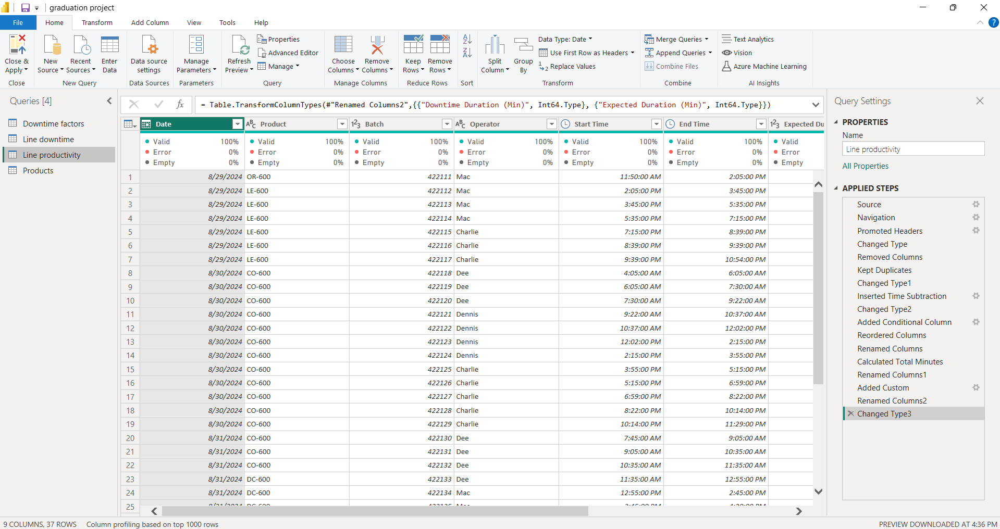 graduation project
File Home Transform Add Column View Tools Help
Close & Apply
Close
New Source
Recent Sources
Enter Data
New Query
Data source settings
Data Sources
Manage Parameters
Parameters
Refresh Preview
Properties
Advanced Editor
Manage
Query
Choose Columns
Remove Columns
Manage Columns
Keep Rows
Remove Rows
Reduce Rows
Sort
Split Column
Group By
Data Type: Date
Use First Row as Headers
Replace Values
Transform
Merge Queries
Append Queries
Combine Files
Combine
Text Analytics
Vision
Azure Machine Learning
AI Insights
Queries [4]
Downtime factors
Line downtime
Line productivity
Products
= Table.TransformColumnTypes(#"Renamed Columns2",{{"Downtime Duration (Min)", Int64.Type}, {"Expected Duration (Min)", Int64.Type}})
Date Product Batch Operator Start Time End Time Expected Du
Valid 100% Valid 100% Valid 100% Valid 100% Valid 100% Valid 100% Valid
Error 0% Error 0% Error 0% Error 0% Error 0% Error 0% Error
Empty 0% Empty 0% Empty 0% Empty 0% Empty 0% Empty 0% Empty
1 8/29/2024 OR-600 422111 Mac 11:50:00 AM 2:05:00 PM
2 8/29/2024 LE-600 422112 Mac 2:05:00 PM 3:45:00 PM
3 8/29/2024 LE-600 422113 Mac 3:45:00 PM 5:35:00 PM
4 8/29/2024 LE-600 422114 Mac 5:35:00 PM 7:15:00 PM
5 8/29/2024 LE-600 422115 Charlie 7:15:00 PM 8:39:00 PM
6 8/29/2024 LE-600 422116 Charlie 8:39:00 PM 9:39:00 PM
7 8/29/2024 LE-600 422117 Charlie 9:39:00 PM 10:54:00 PM
8 8/30/2024 CO-600 422118 Dee 4:05:00 AM 6:05:00 AM
9 8/30/2024 CO-600 422119 Dee 6:05:00 AM 7:30:00 AM
10 8/30/2024 CO-600 422120 Dee 7:30:00 AM 9:22:00 AM
11 8/30/2024 CO-600 422121 Dennis 9:22:00 AM 10:37:00 AM
12 8/30/2024 CO-600 422122 Dennis 10:37:00 AM 12:02:00 PM
13 8/30/2024 CO-600 422123 Dennis 12:02:00 PM 2:15:00 PM
14 8/30/2024 CO-600 422124 Dennis 2:15:00 PM 3:55:00 PM
15 8/30/2024 CO-600 422125 Charlie 3:55:00 PM 5:15:00 PM
16 8/30/2024 CO-600 422126 Charlie 5:15:00 PM 6:59:00 PM
17 8/30/2024 CO-600 422127 Charlie 6:59:00 PM 8:22:00 PM
18 8/30/2024 CO-600 422128 Charlie 8:22:00 PM 10:14:00 PM
19 8/30/2024 CO-600 422129 Charlie 10:14:00 PM 11:29:00 PM
20 8/31/2024 CO-600 422130 Dee 7:45:00 AM 9:05:00 AM
21 8/31/2024 CO-600 422131 Dee 9:05:00 AM 10:35:00 AM
22 8/31/2024 CO-600 422132 Dee 10:35:00 AM 11:35:00 AM
23 8/31/2024 DC-600 422133 Dee 11:35:00 AM 12:55:00 PM
24 8/31/2024 DC-600 422134 Mac 12:55:00 PM 2:45:00 PM
25
Query Settings
PROPERTIES
Name
Line productivity
All Properties
APPLIED STEPS
Source
Navigation
Promoted Headers
Changed Type
Removed Columns
Kept Duplicates
Changed Type1
Inserted Time Subtraction
Changed Type2
Added Conditional Column
Reordered Columns
Renamed Columns
Calculated Total Minutes
Renamed Columns1
Added Custom
Renamed Columns2
Changed Type3
9 COLUMNS, 37 ROWS Column profiling based on top 1000 rows PREVIEW DOWNLOADED AT 4:36 PM